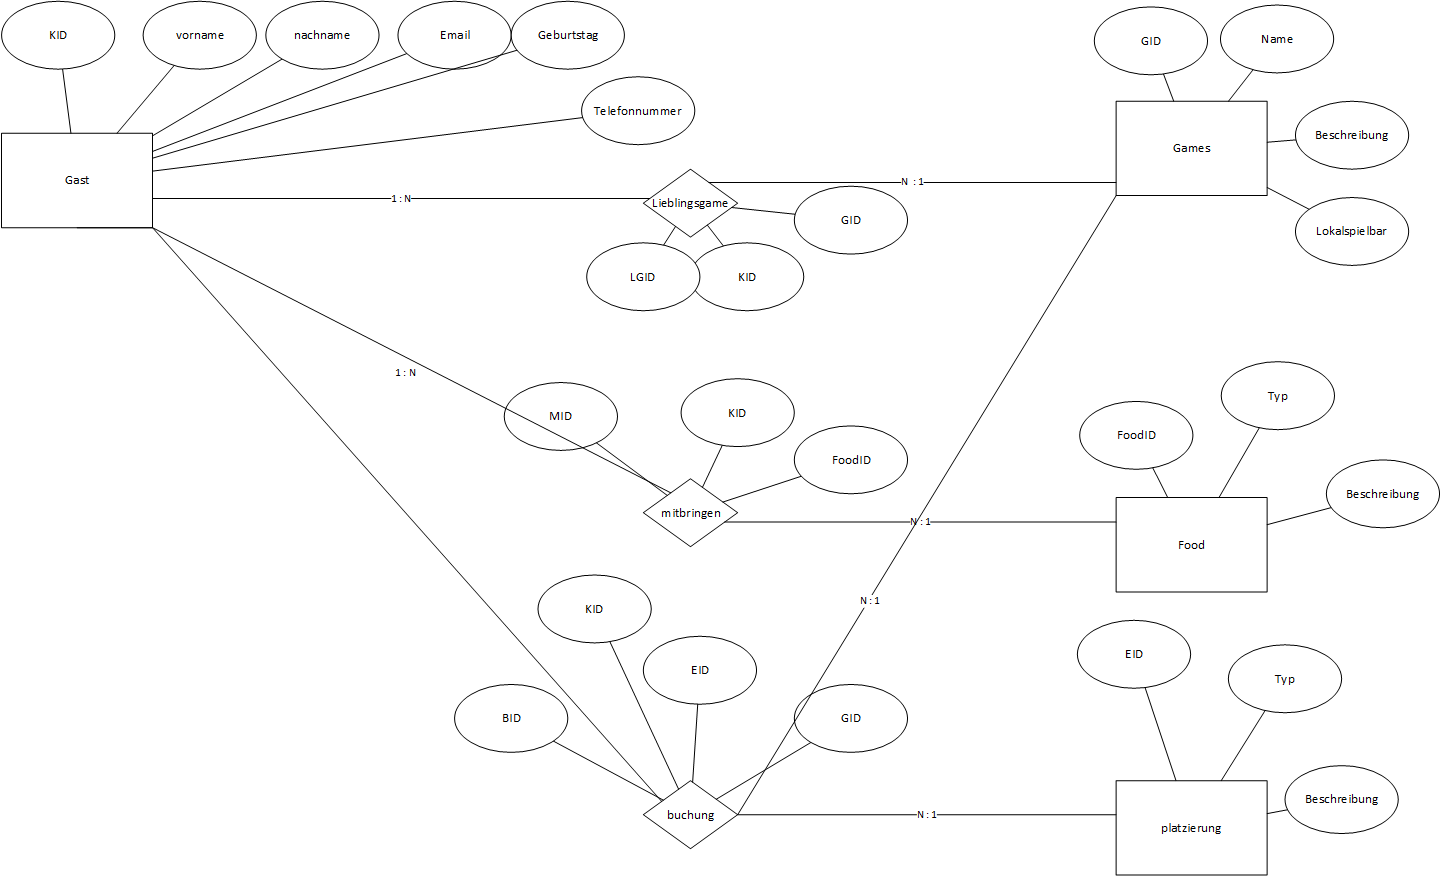 KID
vorname
nachname
Email
Geburtstag
GID
Name
Telefonnummer
Beschreibung
Games
Gast
N : 1
1 : N
Lieblingsgame
GID
Lokalspielbar
LGID
KID
1 : N
MID
KID
FoodID
Typ
FoodID
Beschreibung
mitbringen
N : 1
Food
N : 1
KID
EID
EID
Typ
BID
GID
Beschreibung
buchung
N : 1
platzierung